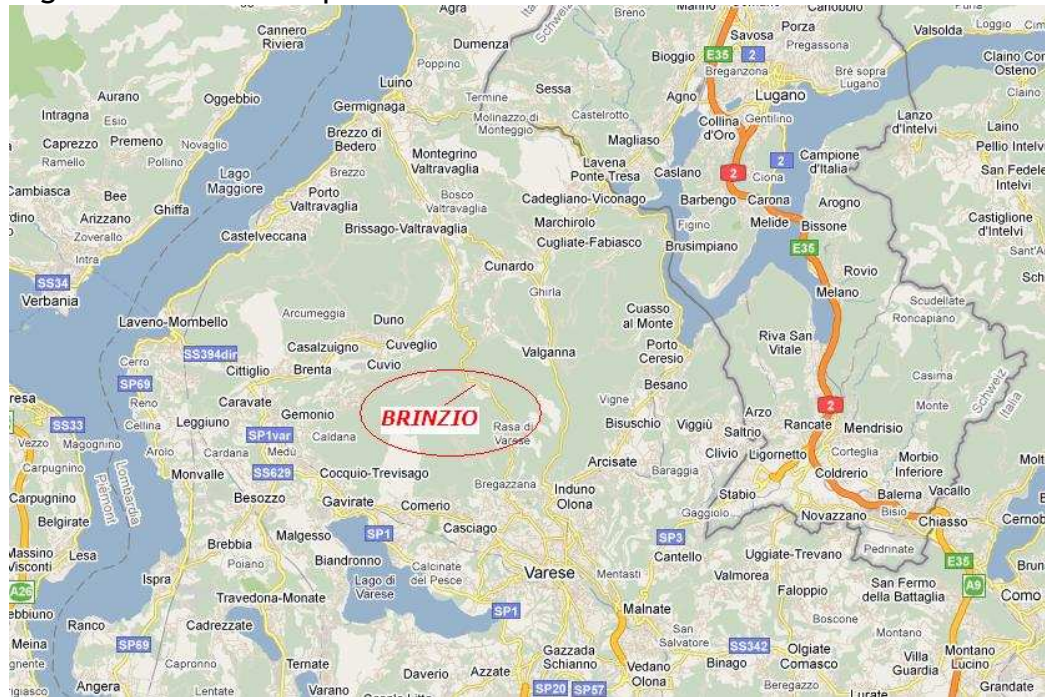 Agra
Breno
Porza
Loggio
Cannero
Riviera
Dumenza
Savosa
Pregassona
Valsolda
Poppino
Bioggio
E35
2
Breganzona
Brè sopra
Lugano
Claino
Osteno
Claino
Luino
Aurano
Oggebbio
Termine
Sessa
Agno
Lugano
Intragna
Esio
Germignaga
Molinazzo di
Monteggio
Castelrotto
Collina
d'Oro
Gentilino
Lanzo
d'Intelvi
Laino
Caprezzo
Premeno
Novaglio
Brezzo di
Bedero
Magliaso
Pellio Intelvi
Ramello
Pollino
Montegrino
Valtravaglia
Lavena
Ponte Tresa
Caslano
2
2
Ciona
Campione
d'Italia
San Fedele
Intelvi
Cambiasca
Bee
Lago
Maggiore
Brezzo
Bosco
Valtravaglia
Cadegliano-Viconago
Barbengo
Carona
Arogno
Arizzano
Ghiffa
Porto
Valtravaglia
Marchirolo
Figino
Melide
Bissone
Castiglione
d'Intelvi
Zoverallo
Castelveccana
Brissago-Valtravaglia
Cugliate-Fabiasco
Brusimpiano
Intra
E35
SS34
Cunardo
Rovio
Verbania
Ghirla
Melano
Scudellate
Arcumeggia
Cuasso
al Monte
Roncapiano
Laveno-Mombello
Duno
Riva San
Vitale
SS394dir
Casalzuigno
Cuveglio
Valganna
Porto
Ceresio
Cerro
Cittiglio
Brenta
Cuvio
Casima
Schweiz
Italia
SP69
Besano
Reno
Caravate
Gemonio
BRINZIO
Vigne
Arzo
2
Monte
SS33
Cellina
Leggiuno
Rasa di
Varese
Bisuschio
Viggiù
Saltrio
Rancate
Mendrisio
Vezzo
Magognino
Arolo
SP1var
Caldana
Clivio
Ligornetto
Corteglia
Carpugnino
Cardana
Medù
Arcisate
Baraggia
Morbio
Inferiore
Monvalle
SS629
Cocquio-Trevisago
Coldrerio
Carpugnino
Lombardia
Piémont
Besozzo
Gavirate
Comerio
Bregazzana
Induno
Olona
Stabio
Balerna
Vacallo
Belgirate
Gaggiolo
Novazzano
Bisio
Chiasso
Malgesso
SP1
Casciago
SP3
Pedrinate
Brebbia
Biandronno
Calcinate
del Pesce
Cantello
Uggiate-Trevano
E35
Lesa
Poiano
Varese
Mentasti
Ispra
Lago di
Varese
Valmorea
San Fermo
della Battaglia
A9
A26
Travedona-Monate
Faloppio
Como
SP1
Malnate
Ranco
Cadrezzate
Boscone
San
Salvatore
Montano
Meina
SP69
SS342
Olgiate
Comasco
Capronno
Ternate
Gazzada
Schianno
Vedano
Olona
Binago
Villa
Guardia
Montano
Lucino
Daverio
Azzate
Angera
Lentate
Varano
SP20
SP57
Beregazzo
Lurate
Grandate